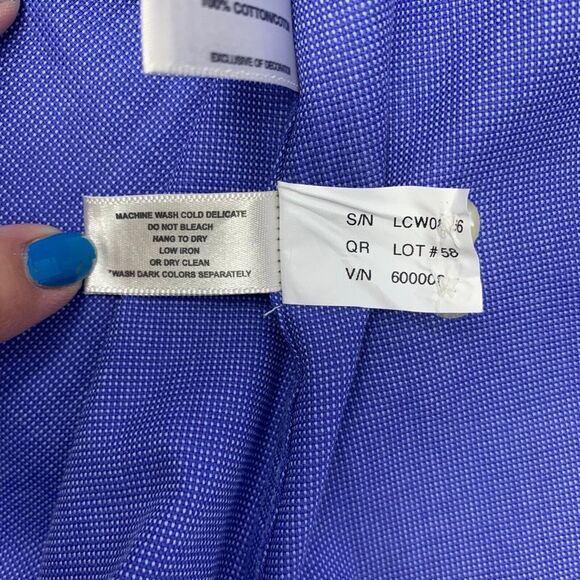 100% COTTON
EXCLUSIVE OF DECORATION
MACHINE WASH COLD DELICATE
DO NOT BLEACH
HANG TO DRY
LOW IRON
OR DRY CLEAN
*WASH DARK COLORS SEPARATELY
S/N
QR LOT # 58
V/N